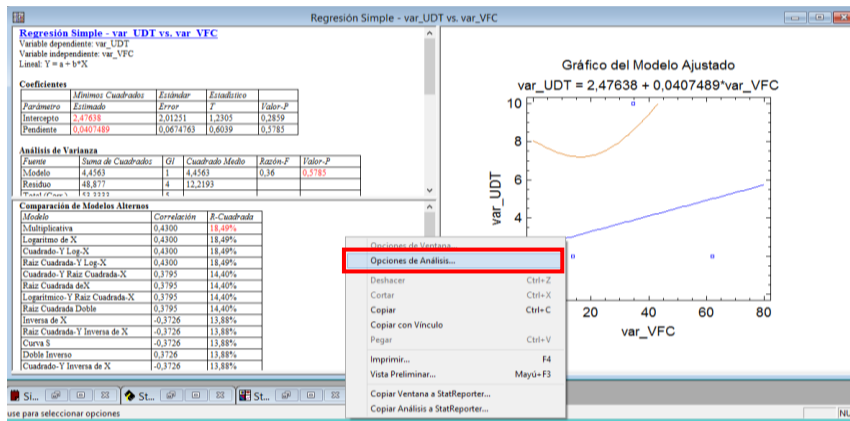 Regresión Simple - var_UDT vs. var_VFC
Regresión Simple - var_UDT vs. var_VFC
Variable dependiente: var_UDT
Variable independiente: var_VFC
Lineal: Y = a + b*X
Coeficientes
Mínimos Cuadrados Estándar Estadístico
Parámetro Estimado Error T Valor-P
Intercepto 2,47638 2,01251 1,2305 0,2859
Pendiente 0,0407489 0,0674763 0,6039 0,5785
Análisis de Varianza
Fuente Suma de Cuadrados Gl Cuadrado Medio Razón-F Valor-P
Modelo 4,4563 1 4,4563 0,36 0,5785
Residuo 48,877 4 12,2193
Total (Corr.) 53,3333 5
Comparación de Modelos Alternos
Modelo Correlación R-Cuadrada
Multiplicativa 0,4300 18,49%
Logaritmo de X 0,4300 18,49%
Cuadrado-Y Log-X 0,4300 18,49%
Raíz Cuadrada-Y Log-X 0,4300 18,49%
Cuadrado-Y Raíz Cuadrada-X 0,3795 14,40%
Raíz Cuadrada deX 0,3795 14,40%
Logarítmico-Y Raíz Cuadrada-X 0,3795 14,40%
Raíz Cuadrada Doble 0,3795 14,40%
Inversa de X -0,3726 13,88%
Raíz Cuadrada-Y Inversa de X -0,3726 13,88%
Curva S -0,3726 13,88%
Doble Inverso 0,3726 13,88%
Cuadrado-Y Inversa de X -0,3726 13,88%
Gráfico del Modelo Ajustado
var_UDT = 2,47638 + 0,0407489*var_VFC
10
8
6
4
var_UDT
20 40 60 80
var_VFC
Opciones de Ventana...
Opciones de Análisis...
Deshacer Ctrl+Z
Cortar Ctrl+X
Copiar Ctrl+C
Copiar con Vínculo
Pegar Ctrl+V
Imprimir... F4
Vista Preliminar... Mayú+F3
Copiar Ventana a StatReporter...
Copiar Análisis a StatReporter...
Si... St... St...
use para seleccionar opciones
NU